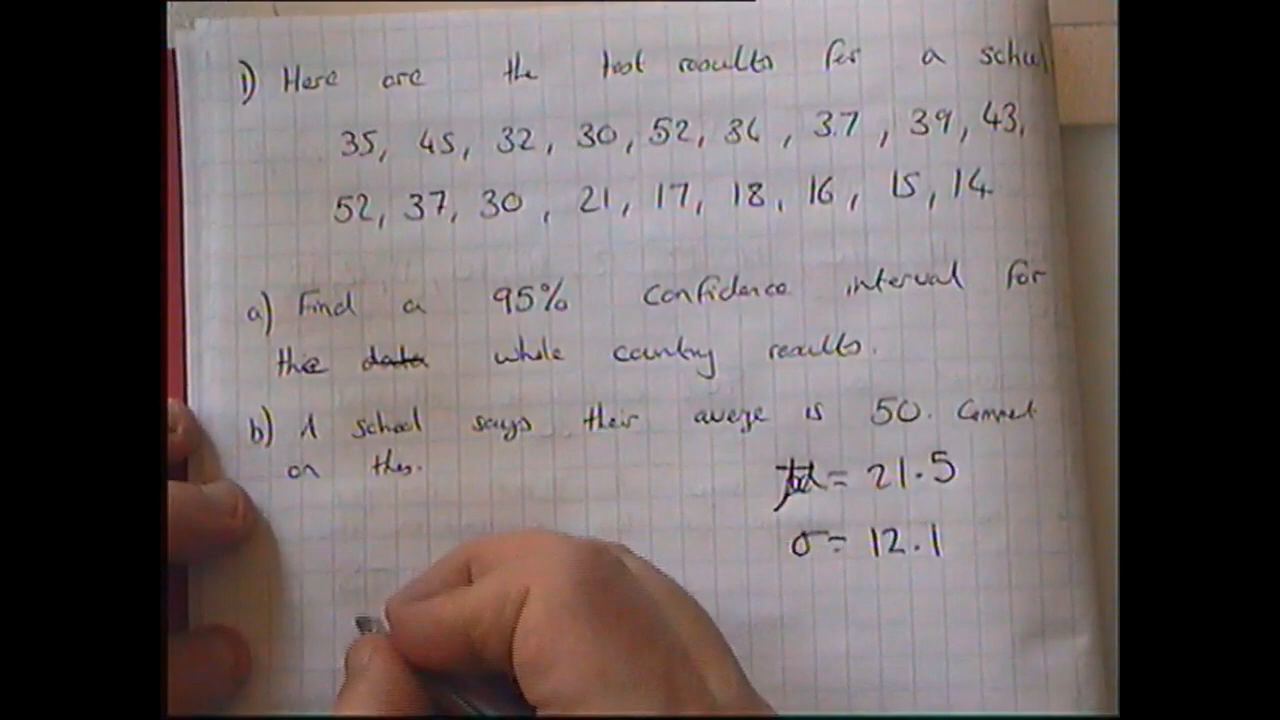 1) Here are the test results for a school
35, 45, 32, 30, 52, 36, 37, 39, 43,
52, 37, 30, 21, 17, 18, 16, 15, 14
a) Find a 95% confidence interval for
the data whole country results.
b) A school says their averge is 50. Comment
on this.
= 21.5
σ = 12.1